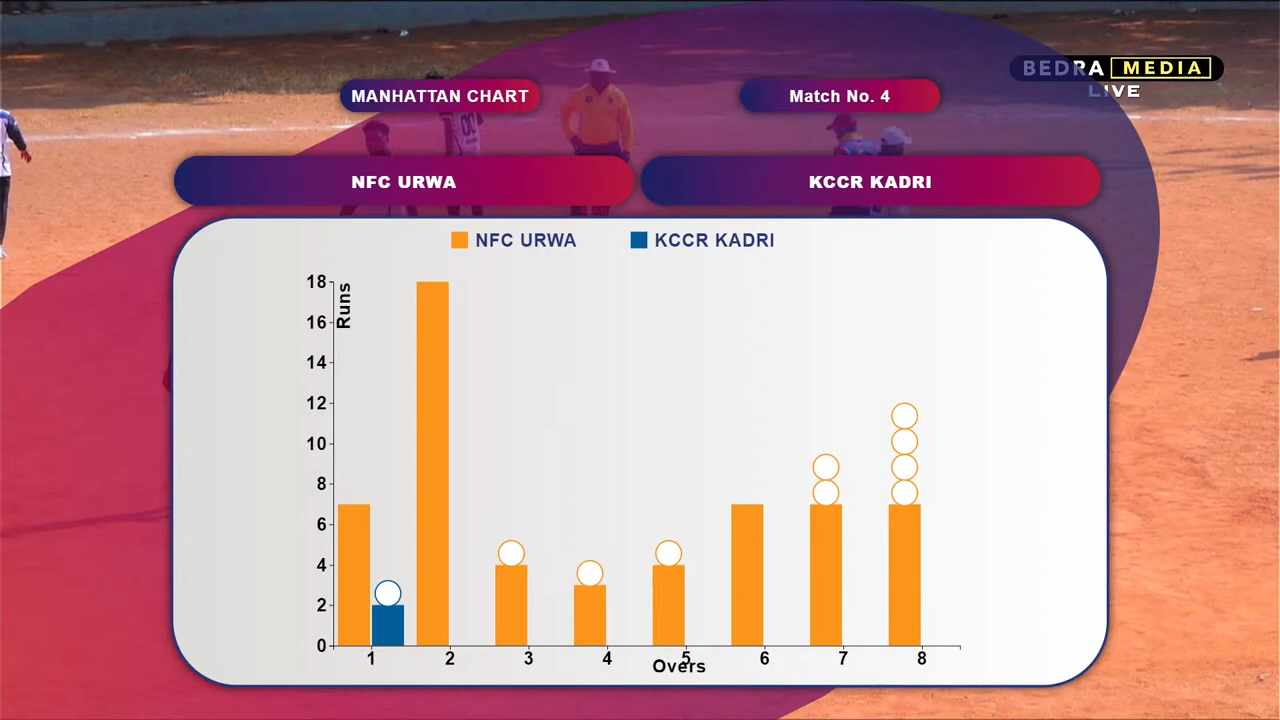 BEDRA MEDIA
LIVE
MANHATTAN CHART
Match No. 4
NFC URWA
KCCR KADRI
NFC URWA
KCCR KADRI
Runs
18
16
14
12
10
8
6
4
2
0
1 2 3 4 5 6 7 8
Overs
00